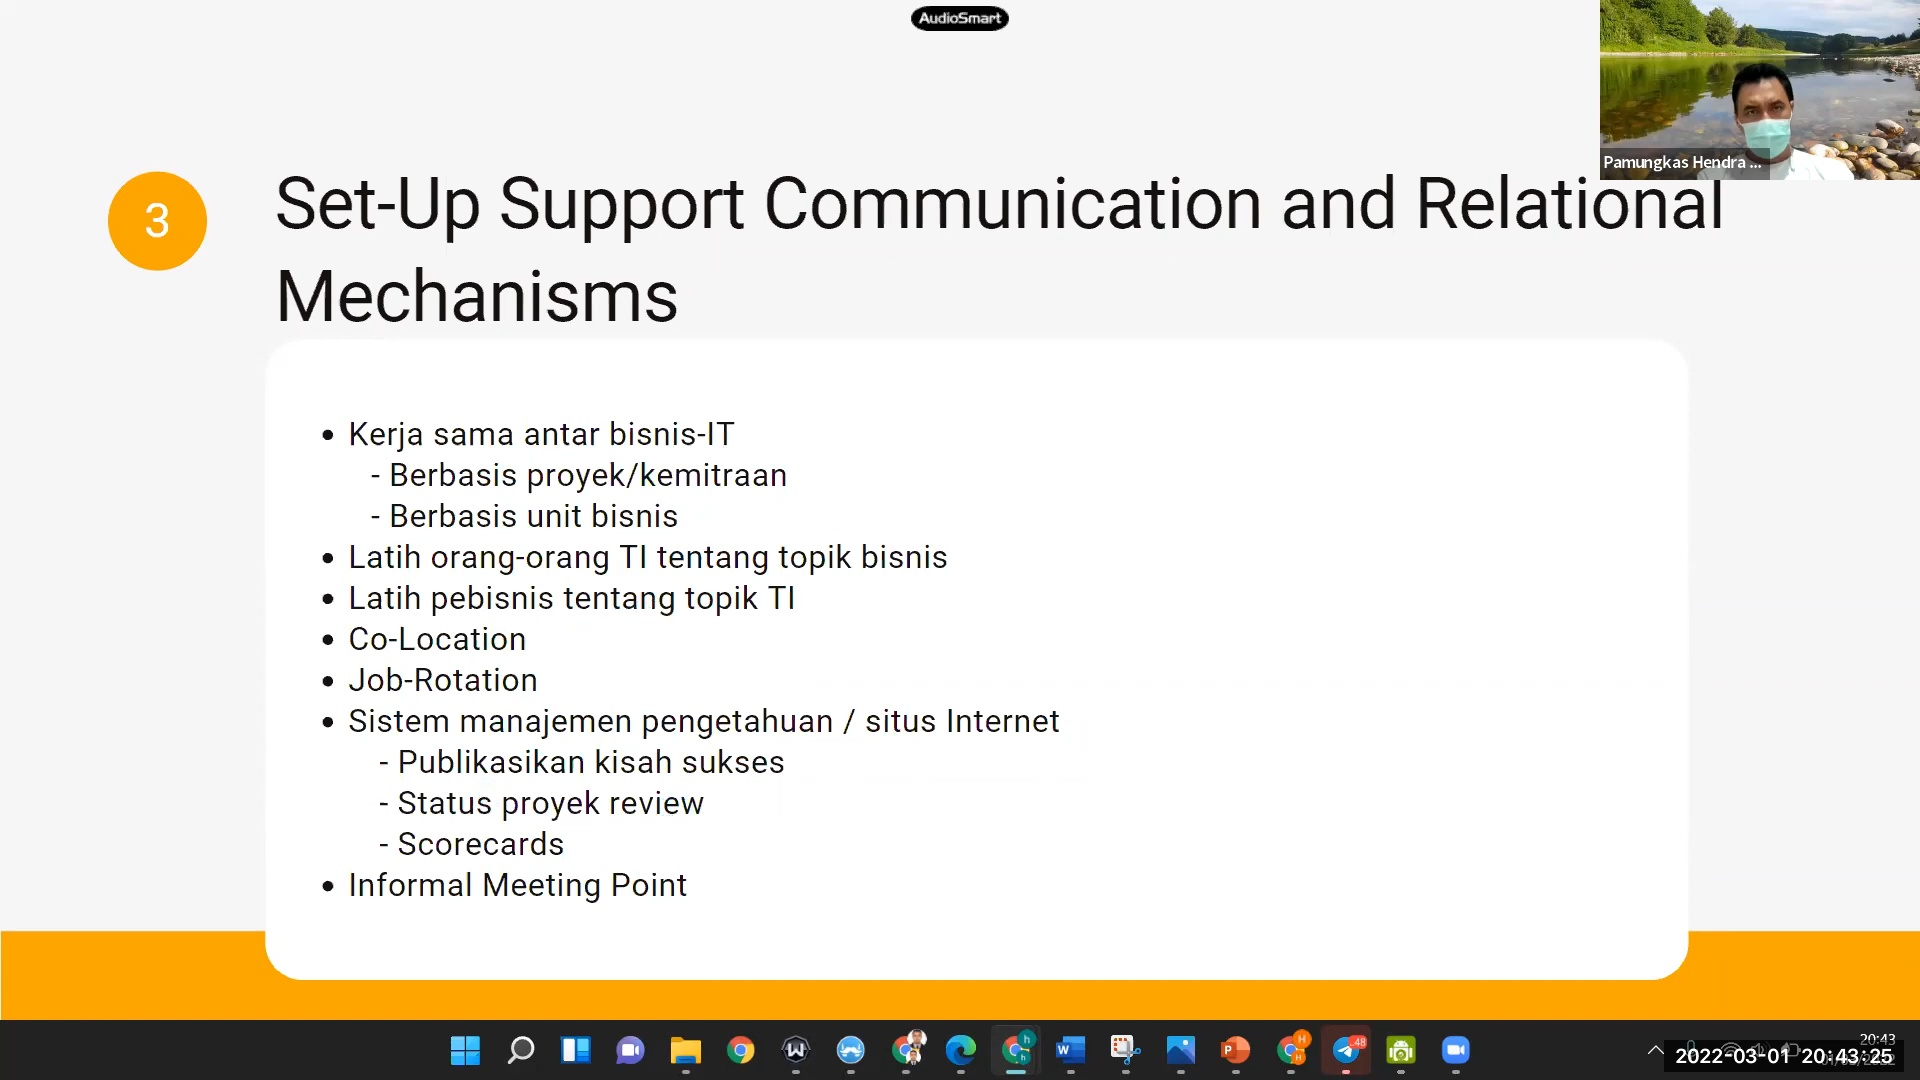 AudioSmart
Pamungkas Hendra ...
3
Set-Up Support Communication and Relational
Mechanisms
• Kerja sama antar bisnis-IT
- Berbasis proyek/kemitraan
- Berbasis unit bisnis
• Latih orang-orang TI tentang topik bisnis
• Latih pebisnis tentang topik TI
• Co-Location
• Job-Rotation
• Sistem manajemen pengetahuan / situs Internet
- Publikasikan kisah sukses
- Status proyek review
- Scorecards
• Informal Meeting Point
48
20:43
2022-03-01 20:43:25